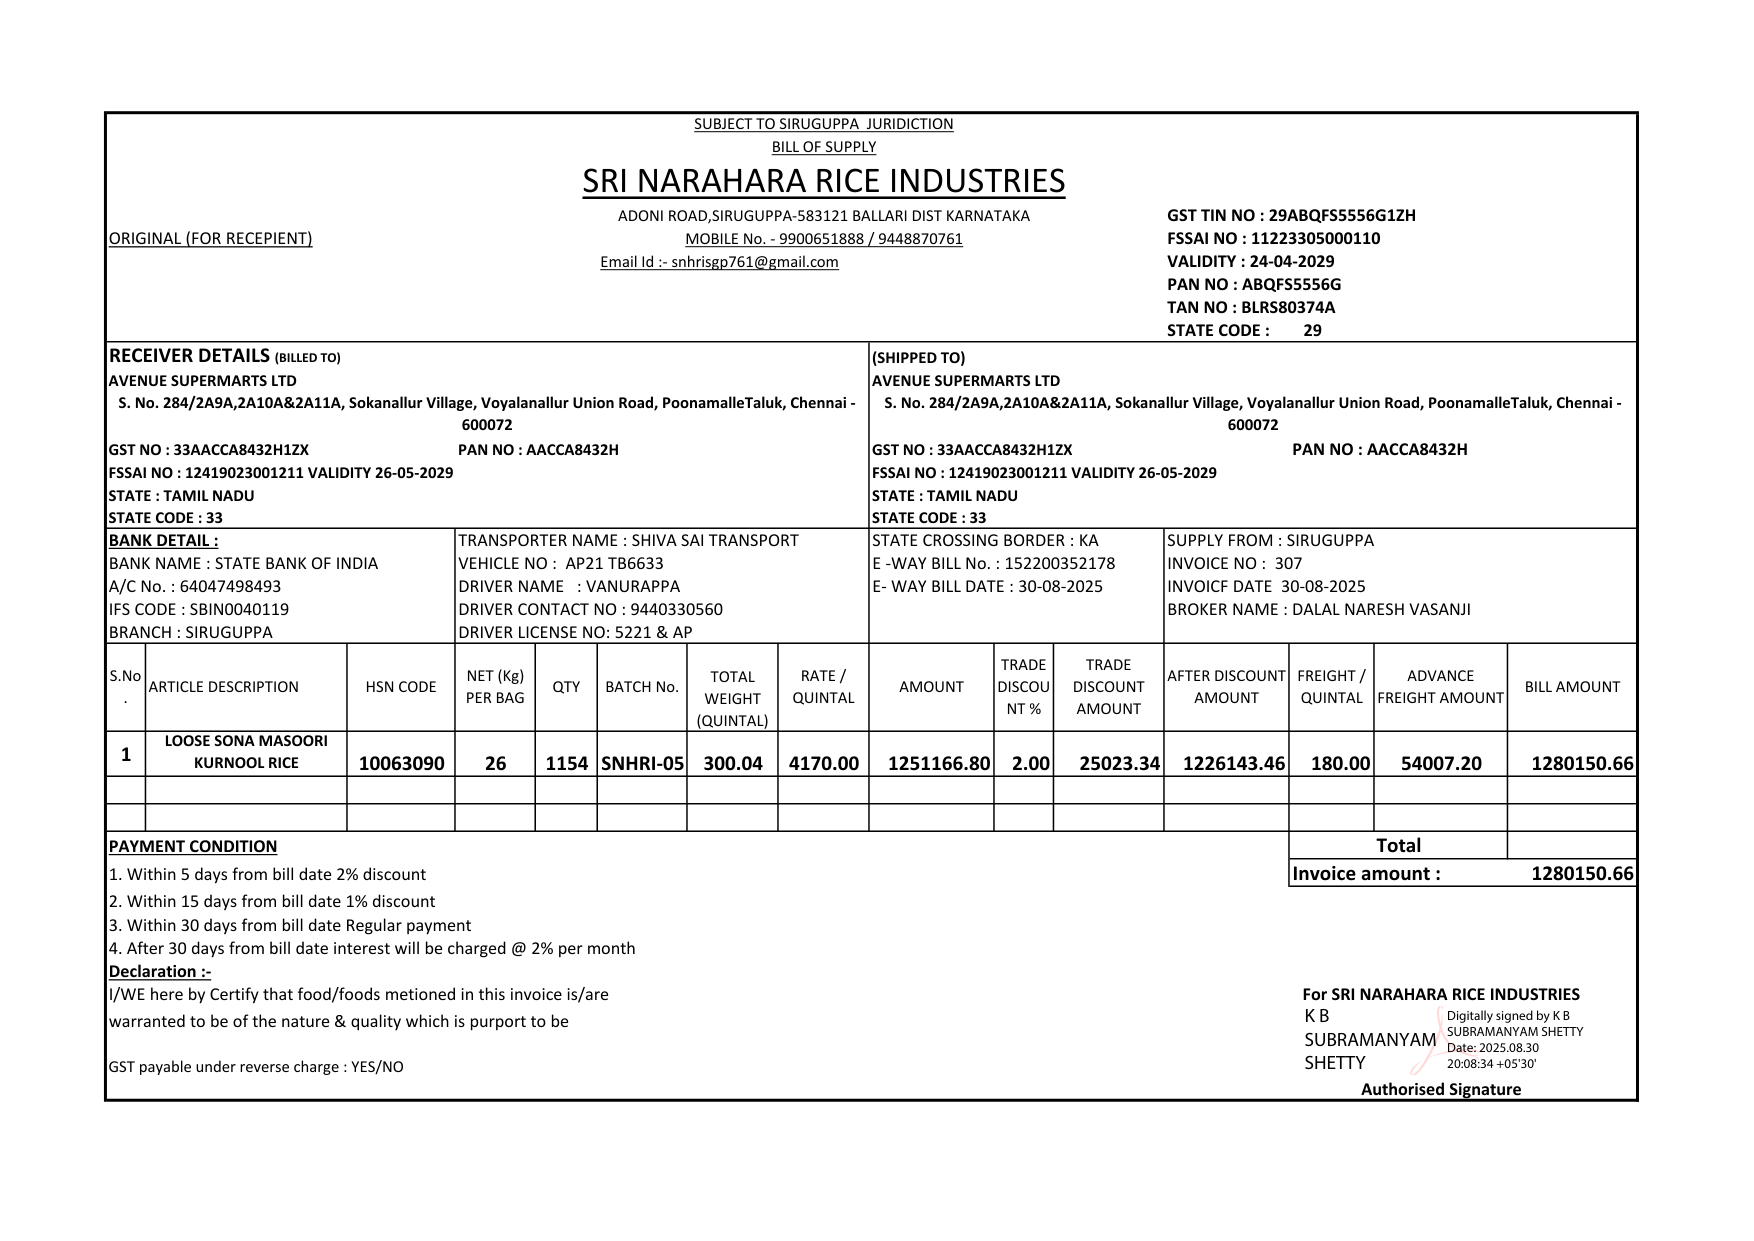 SUBJECT TO SIRUGUPPA JURIDICTION
BILL OF SUPPLY
SRI NARAHARA RICE INDUSTRIES
ADONI ROAD,SIRUGUPPA-583121 BALLARI DIST KARNATAKA
GST TIN NO : 29ABQFS5556G1ZH
ORIGINAL (FOR RECEPIENT)
MOBILE No. - 9900651888 / 9448870761
FSSAI NO : 11223305000110
Email Id :- snhrisgp761@gmail.com
VALIDITY : 24-04-2029
PAN NO : ABQFS5556G
TAN NO : BLRS80374A
STATE CODE : 29
RECEIVER DETAILS (BILLED TO)
AVENUE SUPERMARTS LTD
S. No. 284/2A9A,2A10A&2A11A, Sokanallur Village, Voyalanallur Union Road, PoonamalleTaluk, Chennai -
600072
GST NO : 33AACCA8432H1ZX PAN NO : AACCA8432H
FSSAI NO : 12419023001211 VALIDITY 26-05-2029
STATE : TAMIL NADU
STATE CODE : 33
(SHIPPED TO)
AVENUE SUPERMARTS LTD
S. No. 284/2A9A,2A10A&2A11A, Sokanallur Village, Voyalanallur Union Road, PoonamalleTaluk, Chennai -
600072
GST NO : 33AACCA8432H1ZX PAN NO : AACCA8432H
FSSAI NO : 12419023001211 VALIDITY 26-05-2029
STATE : TAMIL NADU
STATE CODE : 33
BANK DETAIL :
BANK NAME : STATE BANK OF INDIA
A/C No. : 64047498493
IFS CODE : SBIN0040119
BRANCH : SIRUGUPPA
TRANSPORTER NAME : SHIVA SAI TRANSPORT
VEHICLE NO : AP21 TB6633
DRIVER NAME : VANURAPPA
DRIVER CONTACT NO : 9440330560
DRIVER LICENSE NO: 5221 & AP
STATE CROSSING BORDER : KA
E -WAY BILL No. : 152200352178
E- WAY BILL DATE : 30-08-2025
SUPPLY FROM : SIRUGUPPA
INVOICE NO : 307
INVOICF DATE 30-08-2025
BROKER NAME : DALAL NARESH VASANJI
S.No
.
ARTICLE DESCRIPTION
HSN CODE
NET (Kg)
PER BAG
QTY
BATCH No.
TOTAL
WEIGHT
(QUINTAL)
RATE /
QUINTAL
AMOUNT
TRADE
DISCOU
NT %
TRADE
DISCOUNT
AMOUNT
AFTER DISCOUNT
AMOUNT
FREIGHT /
QUINTAL
ADVANCE
FREIGHT AMOUNT
BILL AMOUNT
1
LOOSE SONA MASOORI
KURNOOL RICE
10063090 26 1154 SNHRI-05 300.04 4170.00 1251166.80 2.00 25023.34 1226143.46 180.00 54007.20 1280150.66
PAYMENT CONDITION
1. Within 5 days from bill date 2% discount
2. Within 15 days from bill date 1% discount
3. Within 30 days from bill date Regular payment
4. After 30 days from bill date interest will be charged @ 2% per month
Total
Invoice amount : 1280150.66
Declaration :-
I/WE here by Certify that food/foods metioned in this invoice is/are
warranted to be of the nature & quality which is purport to be
GST payable under reverse charge : YES/NO
For SRI NARAHARA RICE INDUSTRIES
K B
SUBRAMANYAM
SHETTY
Digitally signed by K B
SUBRAMANYAM SHETTY
Date: 2025.08.30
20:08:34 +05'30'
Authorised Signature